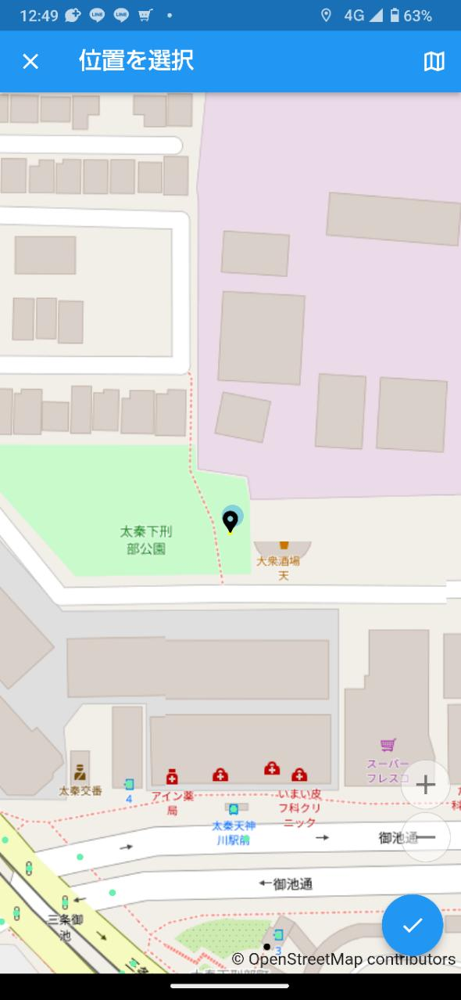 12:49
LINE
LINE
4G
63%
位置を選択
太秦下刑
部公園
大衆酒場
天
スーパー
フレスコ
太秦交番
4
アイン薬
局
いまい皮
フ科クリ
ニック
太秦天神
川駅前
御池通
御池通
三条御
池
3
© OpenStreetMap contributors